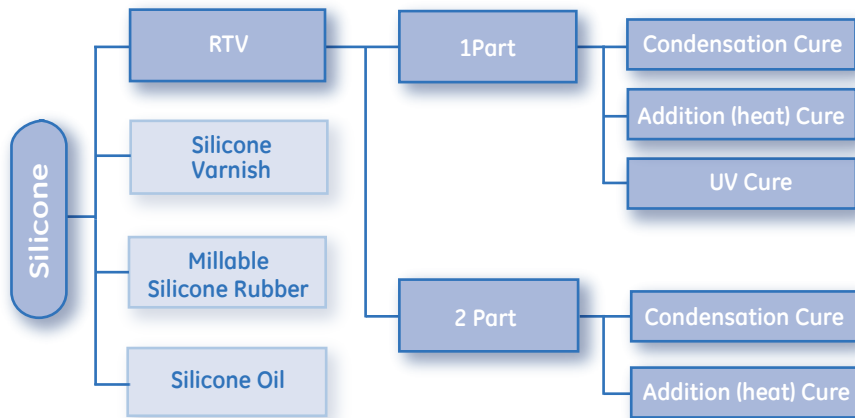 Silicone
RTV
Silicone
Varnish
Millable
Silicone Rubber
Silicone Oil
1Part
2 Part
Condensation Cure
Addition (heat) Cure
UV Cure
Condensation Cure
Addition (heat) Cure